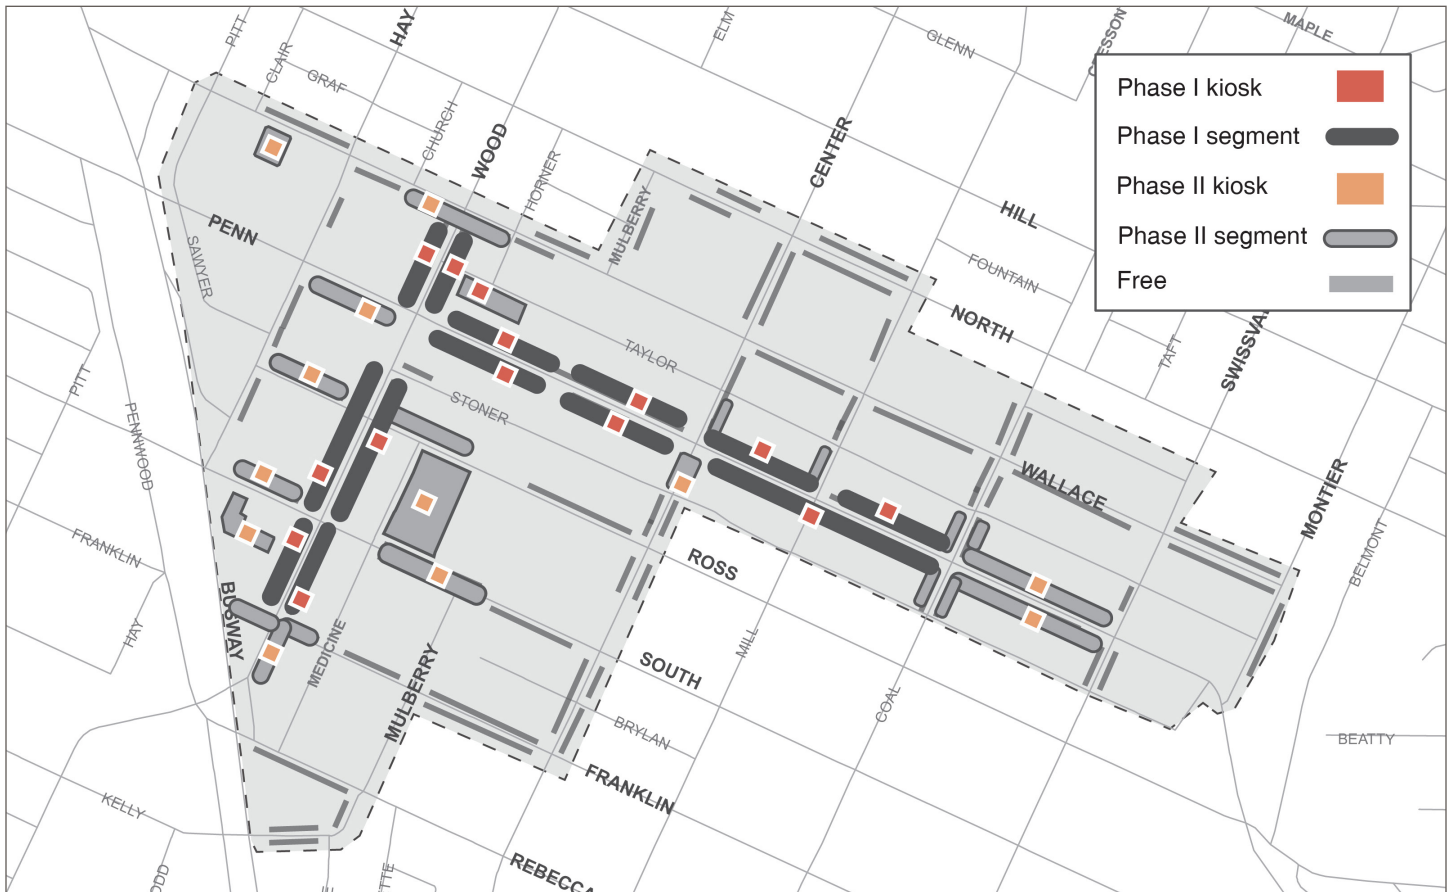 PITT
HAY
ELM
GLENN
MAPLE
CLAIR
GRAF
CHURCH
WOOD
HORNER
CENTER
MULBERRY
HILL
FOUNTAIN
NORTH
Phase I kiosk
Phase I segment
Phase II kiosk
Phase II segment
Free
PENN
SAWYER
TAYLOR
STONER
TAFT
PITT
PENNWOOD
WALLACE
MONTIER
BELMONT
FRANKLIN
ROSS
BUSWAY
HAY
MEDICINE
MULBERRY
SOUTH
MILL
COAL
BRYLAN
BEATTY
FRANKLIN
KELLY